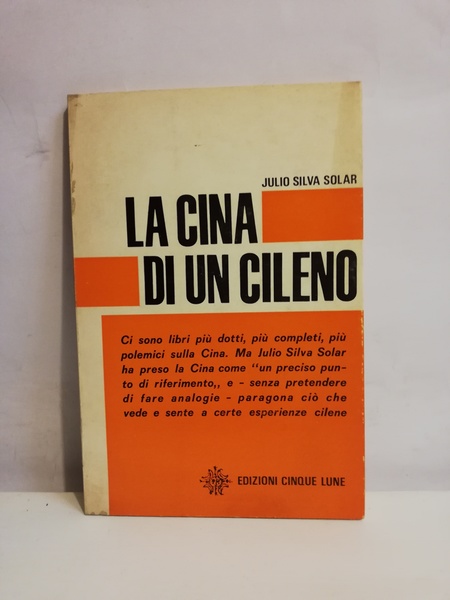 JULIO SILVA SOLAR
LA CINA
DI UN CILENO
Ci sono libri più dotti, più completi, più
polemici sulla Cina. Ma Julio Silva Solar
ha preso la Cina come "un preciso pun-
to di riferimento,, e - senza pretendere
di fare analogie - paragona ciò che
vede e sente a certe esperienze cilene
EDIZIONI CINQUE LUNE